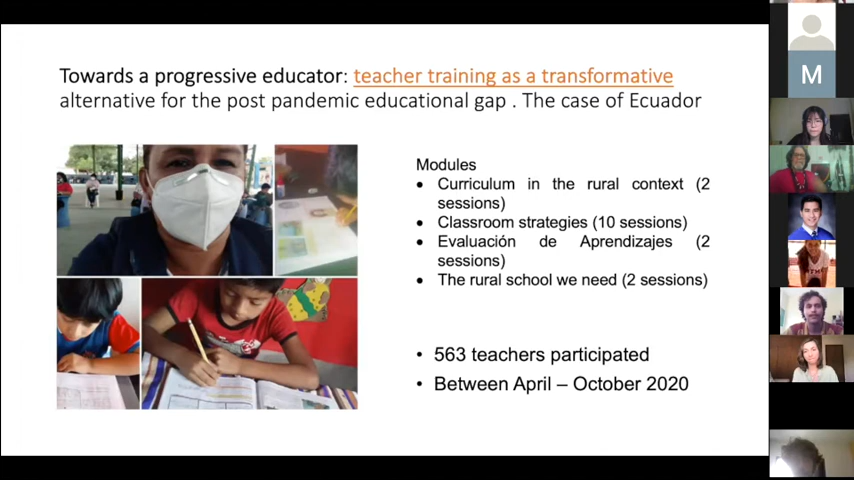 Towards a progressive educator: teacher training as a transformative
alternative for the post pandemic educational gap . The case of Ecuador
Modules
• Curriculum in the rural context (2
sessions)
• Classroom strategies (10 sessions)
• Evaluación de Aprendizajes (2
sessions)
• The rural school we need (2 sessions)
• 563 teachers participated
• Between April – October 2020
M